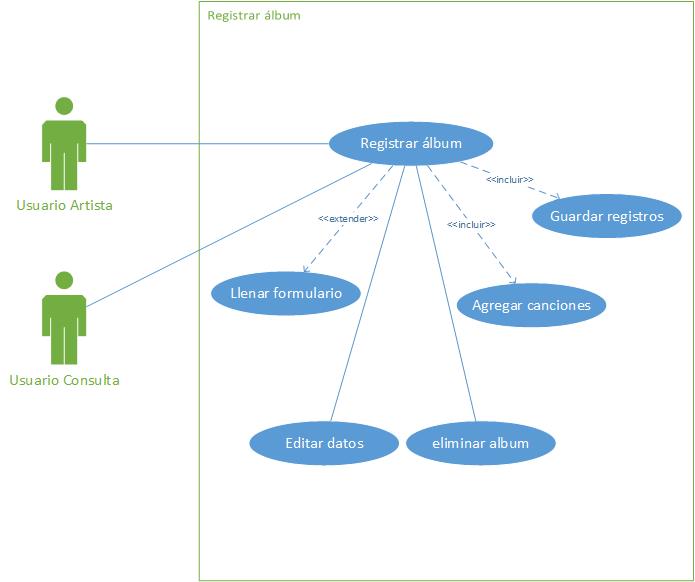 Registrar álbum
Registrar álbum
<<incluir>>
Usuario Artista
Guardar registros
<<extender>>
<<incluir>>
Llenar formulario
Agregar canciones
Usuario Consulta
Editar datos
eliminar album